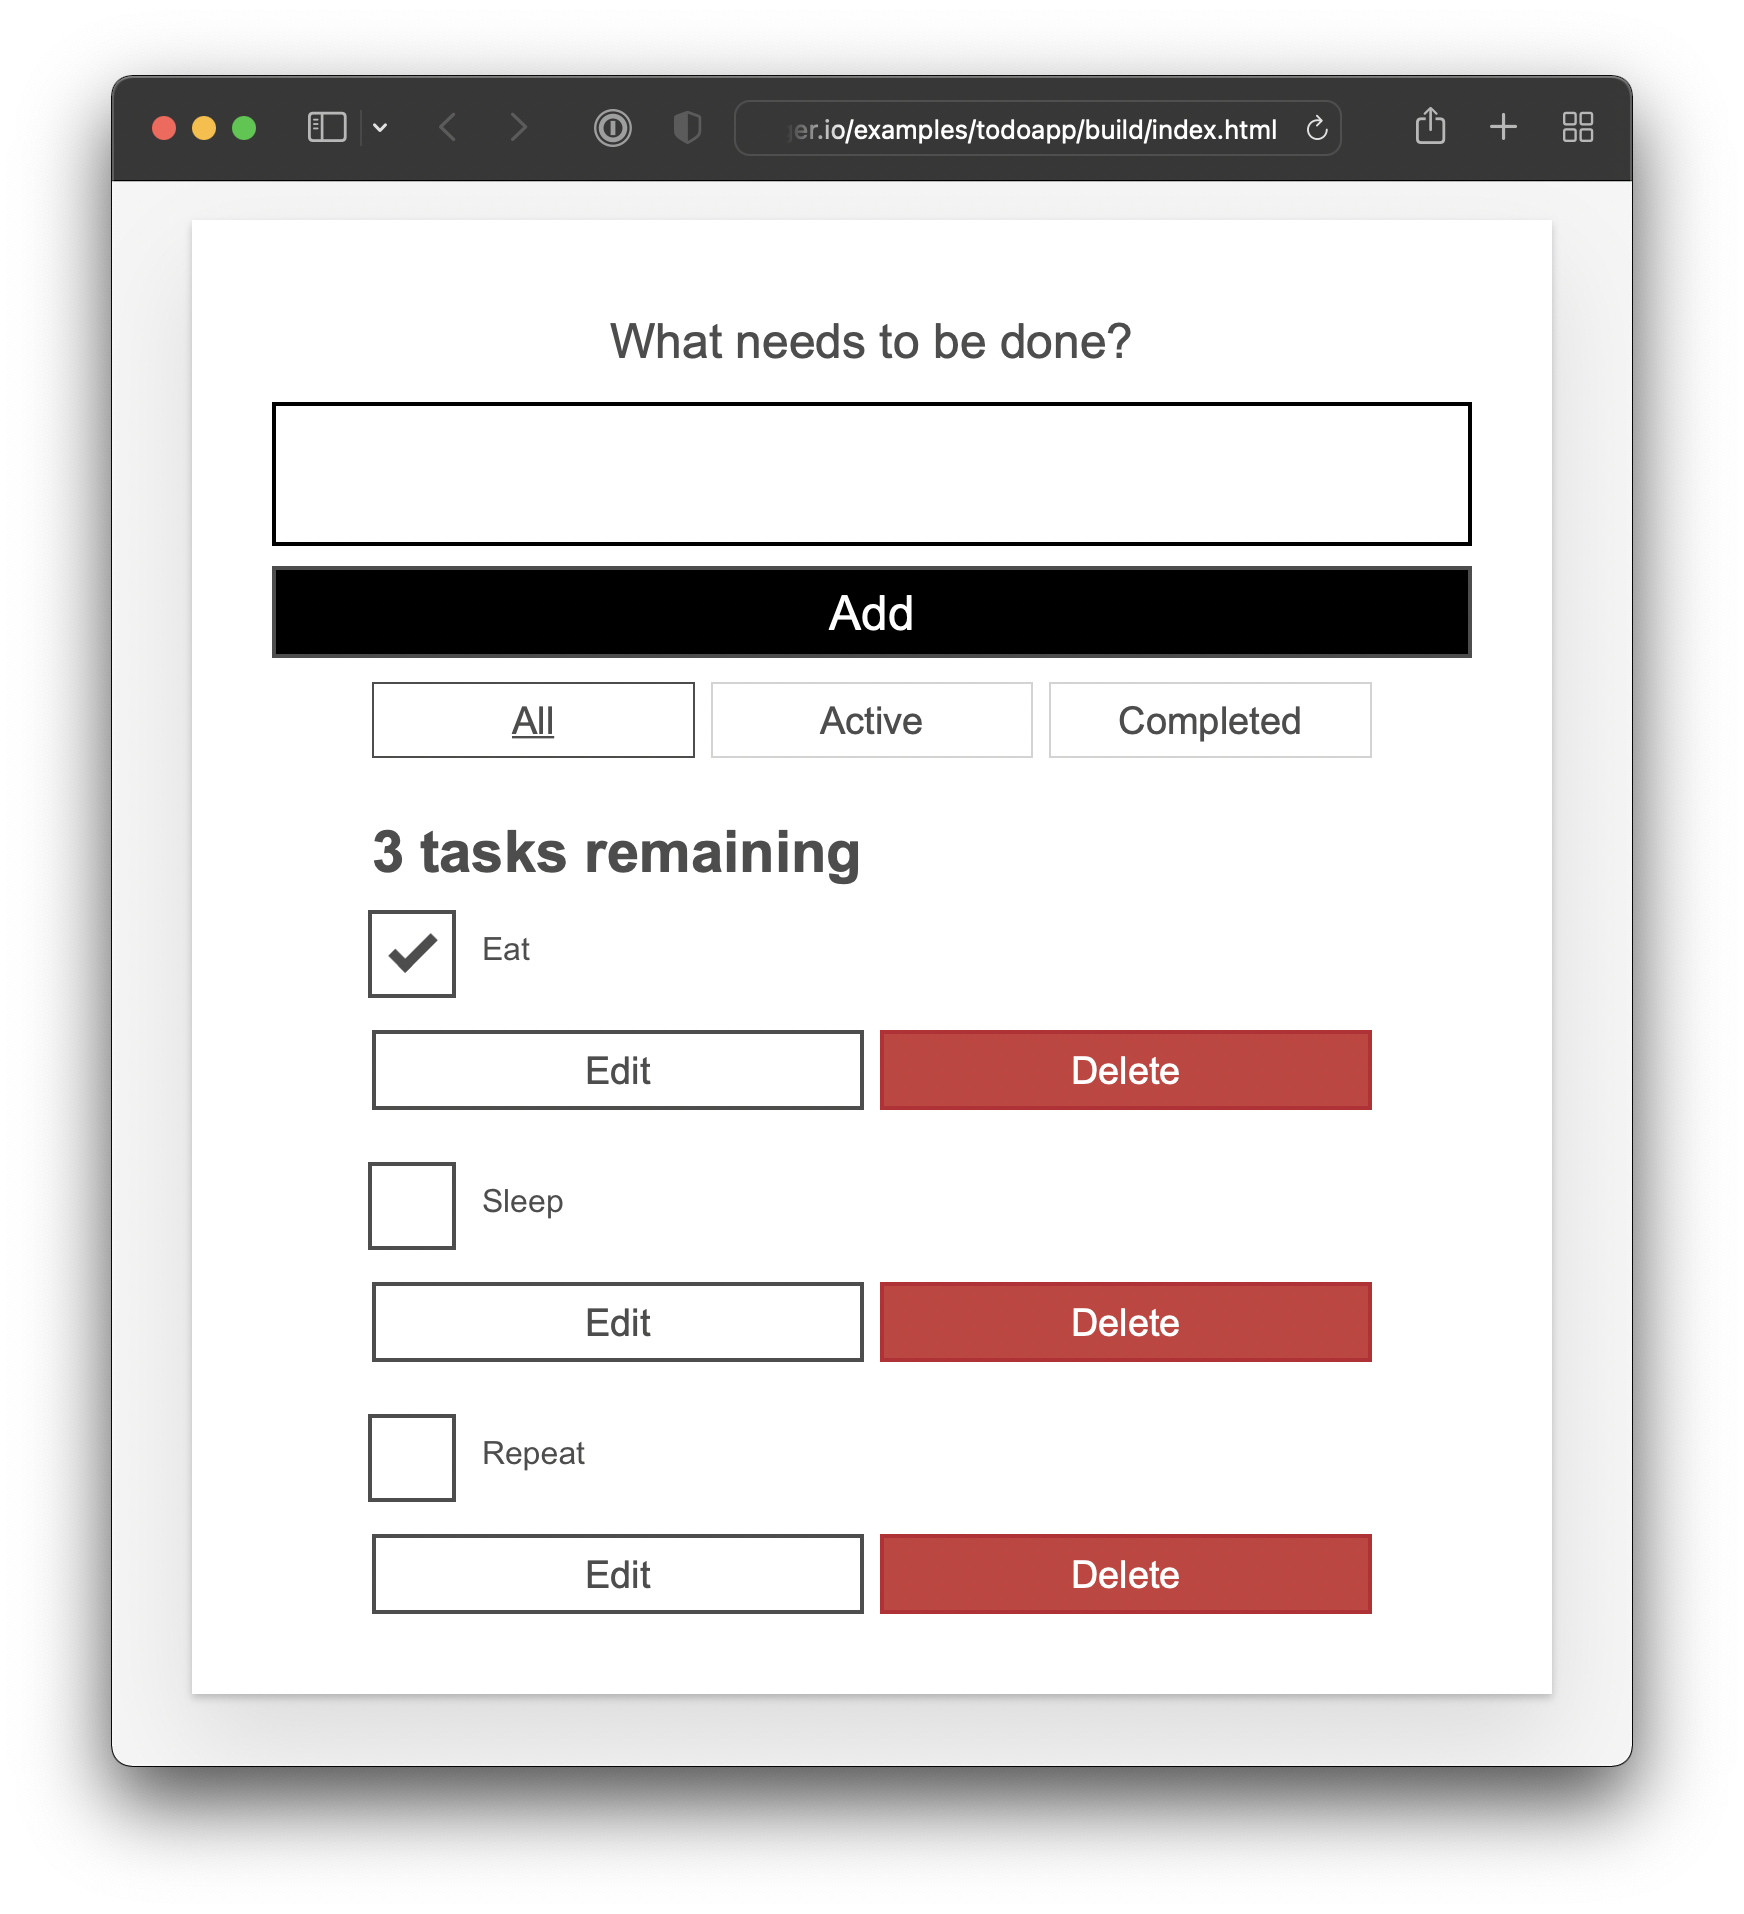 er.io/examples/todoapp/build/index.html
What needs to be done?
Add
All Active Completed
3 tasks remaining
Eat
Edit Delete
Sleep
Edit Delete
Repeat
Edit Delete